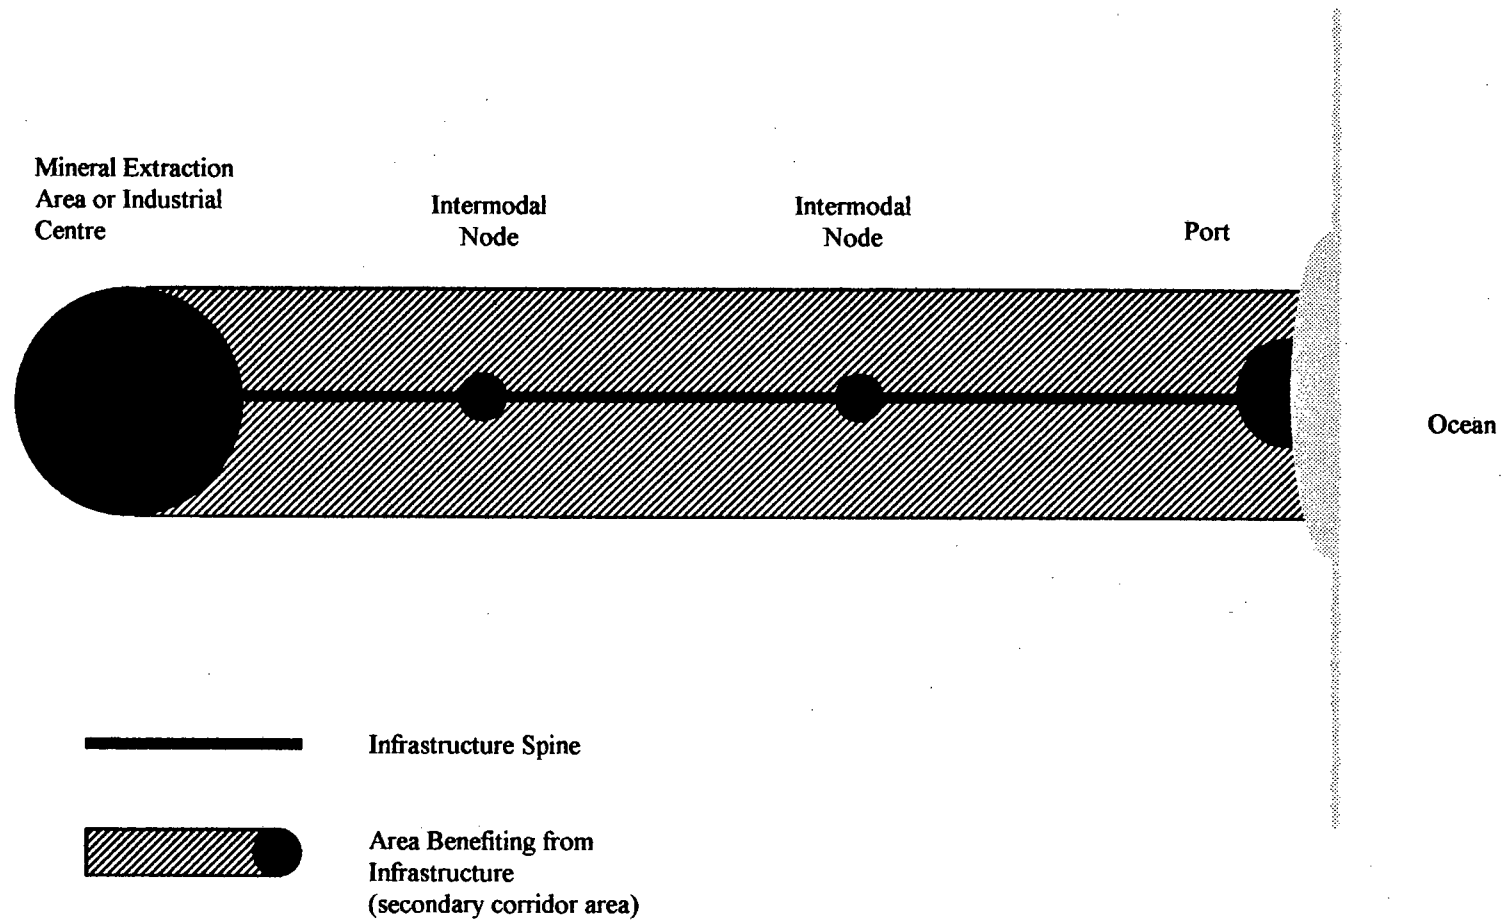 Mineral Extraction
Area or Industrial
Centre
Intermodal
Node
Intermodal
Node
Port
Ocean
Infrastructure Spine
Area Benefiting from
Infrastructure
(secondary corridor area)